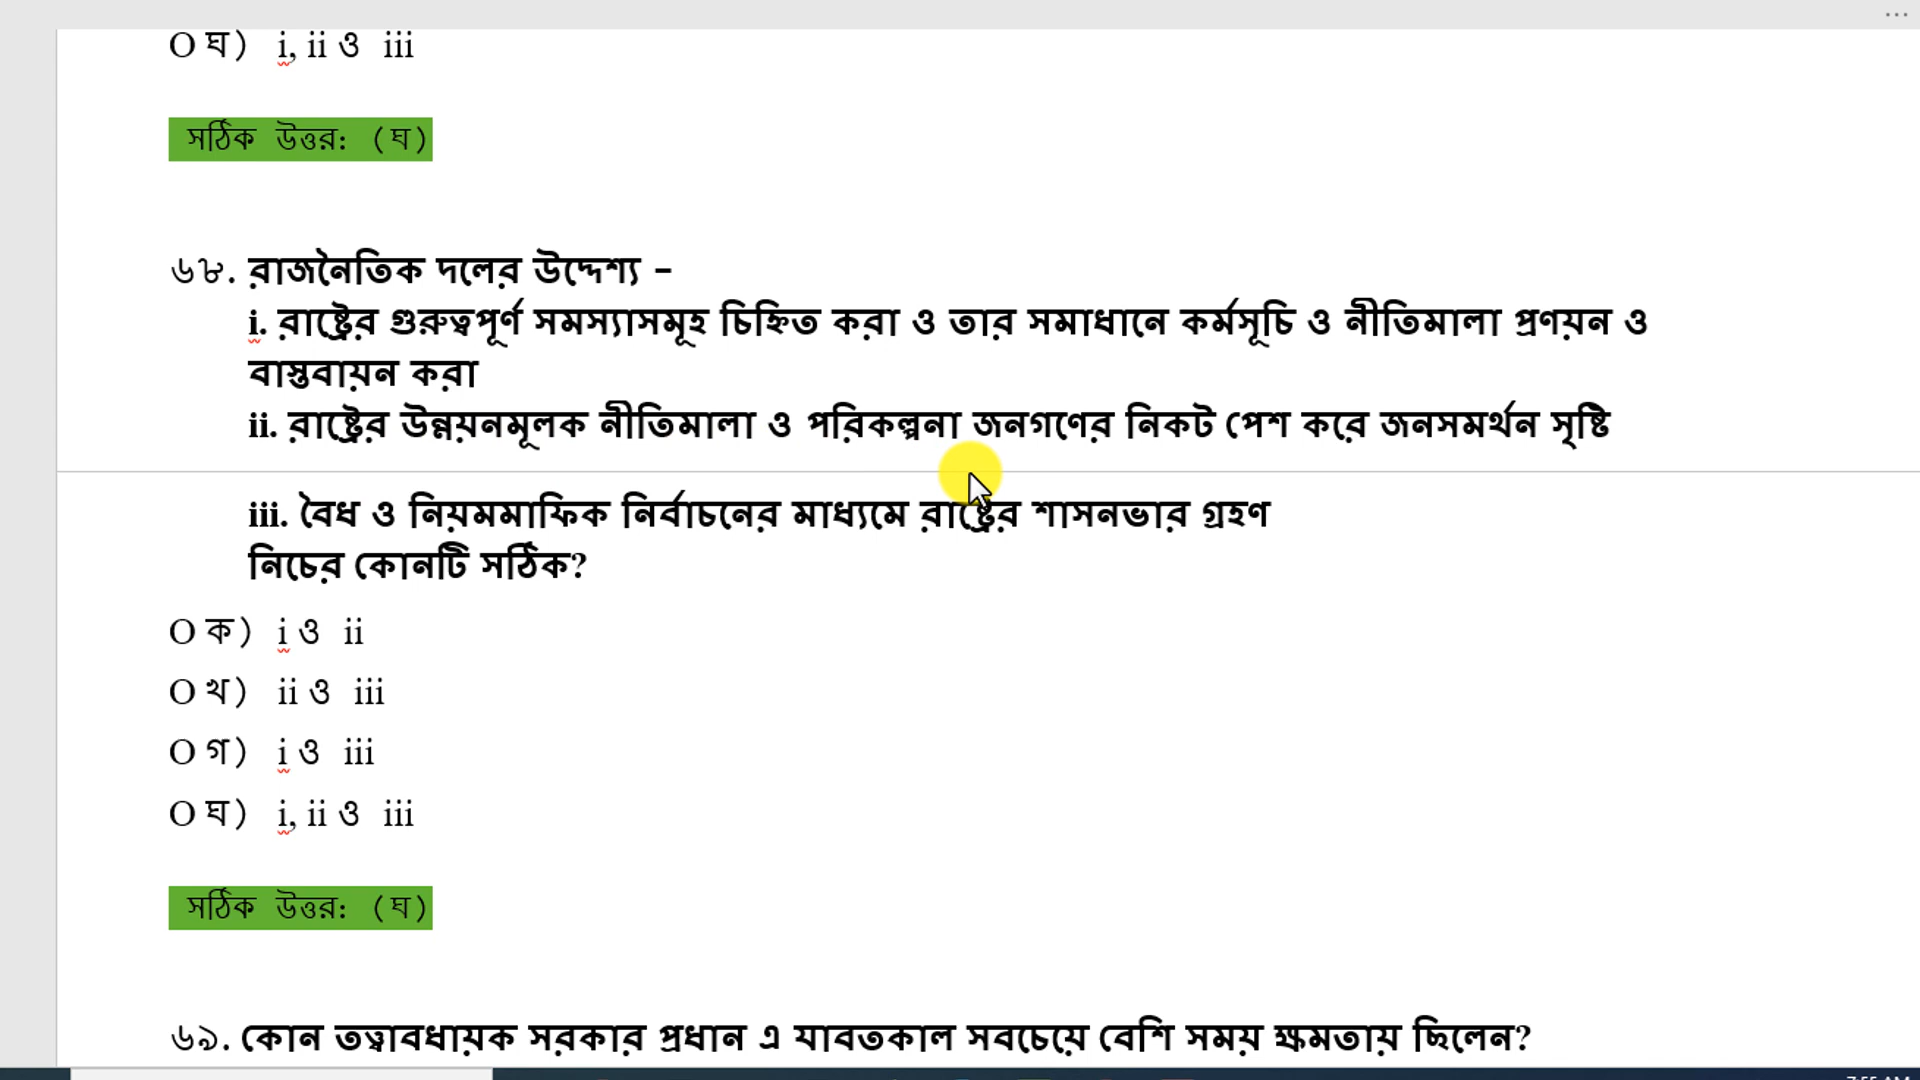 O ঘ) i, ii ও iii
সঠিক উত্তর: (ঘ)
৬৮. রাজনৈতিক দলের উদ্দেশ্য –
i. রাষ্ট্রের গুরুত্বপূর্ণ সমস্যাসমূহ চিহ্নিত করা ও তার সমাধানে কর্মসূচি ও নীতিমালা প্রণয়ন ও
বাস্তবায়ন করা
ii. রাষ্ট্রের উন্নয়নমূলক নীতিমালা ও পরিকল্পনা জনগণের নিকট পেশ করে জনসমর্থন সৃষ্টি
iii. বৈধ ও নিয়মমাফিক নির্বাচনের মাধ্যমে রাষ্ট্রের শাসনভার গ্রহণ
নিচের কোনটি সঠিক?
O ক) i ও ii
O খ) ii ও iii
O গ) i ও iii
O ঘ) i, ii ও iii
সঠিক উত্তর: (ঘ)
৬৯. কোন তত্ত্বাবধায়ক সরকার প্রধান এ যাবতকাল সবচেয়ে বেশি সময় ক্ষমতায় ছিলেন?